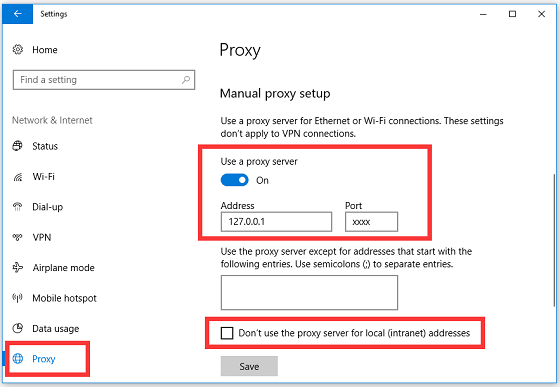 Settings
Home
Find a setting
Network & Internet
Status
Wi-Fi
Dial-up
VPN
Airplane mode
Mobile hotspot
Data usage
Proxy
Proxy
Manual proxy setup
Use a proxy server for Ethernet or Wi-Fi connections. These settings
don't apply to VPN connections.
Use a proxy server
On
Address Port
127.0.0.1 xxxx
Use the proxy server except for addresses that start with the
following entries. Use semicolons (;) to separate entries.
Don't use the proxy server for local (intranet) addresses
Save